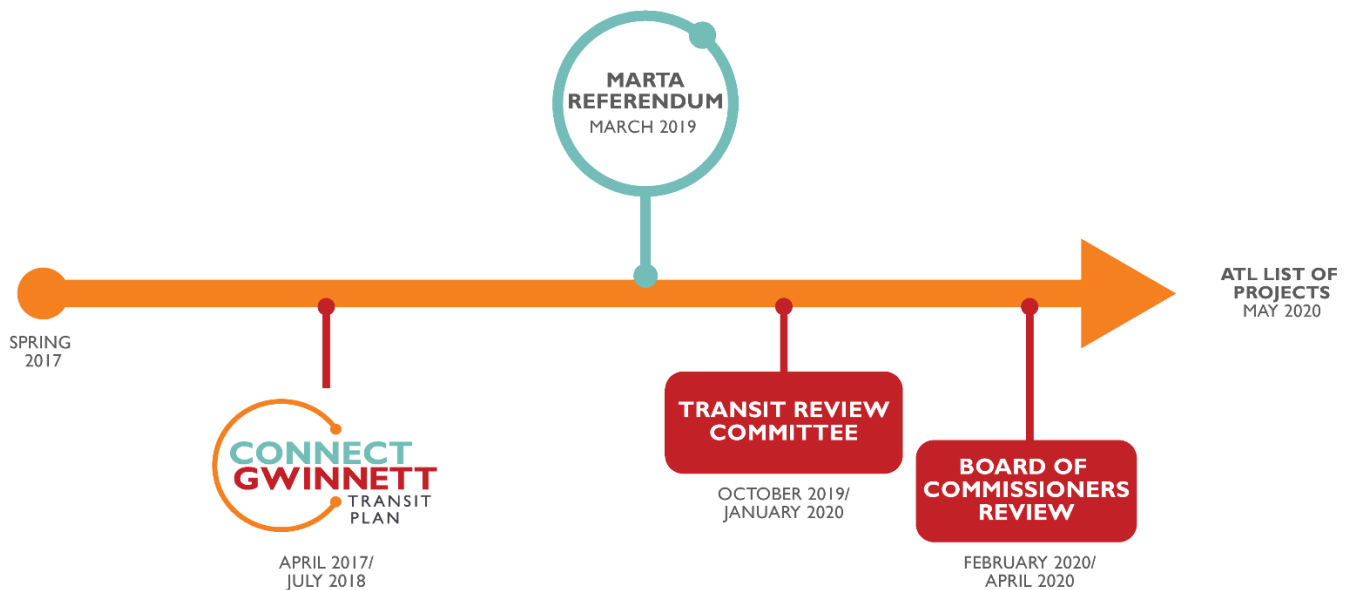 MARTA
REFERENDUM
MARCH 2019
SPRING
2017
ATL LIST OF
PROJECTS
MAY 2020
CONNECT
GWINNETT
TRANSIT
PLAN
APRIL 2017/
JULY 2018
TRANSIT REVIEW
COMMITTEE
OCTOBER 2019/
JANUARY 2020
BOARD OF
COMMISSIONERS
REVIEW
FEBRUARY 2020/
APRIL 2020